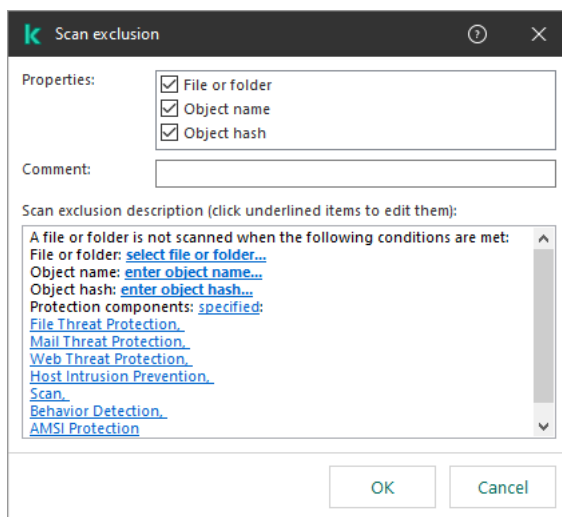 Scan exclusion
Properties:
File or folder
Object name
Object hash
Comment:
Scan exclusion description (click underlined items to edit them):
A file or folder is not scanned when the following conditions are met:
File or folder: select file or folder...
Object name: enter object name...
Object hash: enter object hash...
Protection components: specified:
File Threat Protection,
Mail Threat Protection,
Web Threat Protection,
Host Intrusion Prevention,
Scan,
Behavior Detection,
AMSI Protection
OK Cancel